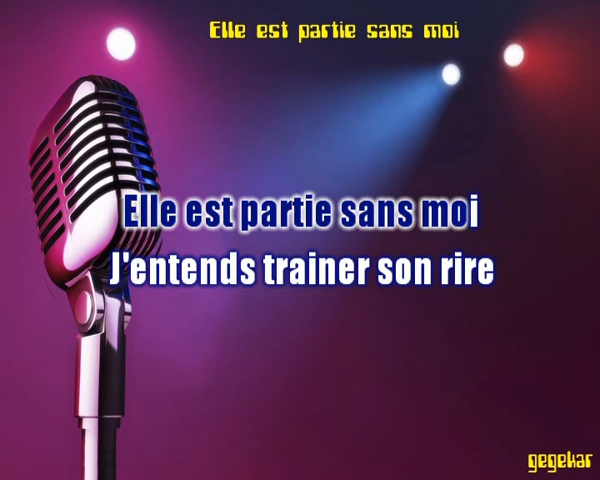 Elle est partie sans moi
Elle est partie sans moi
J'entends trainer son rire
gegekar